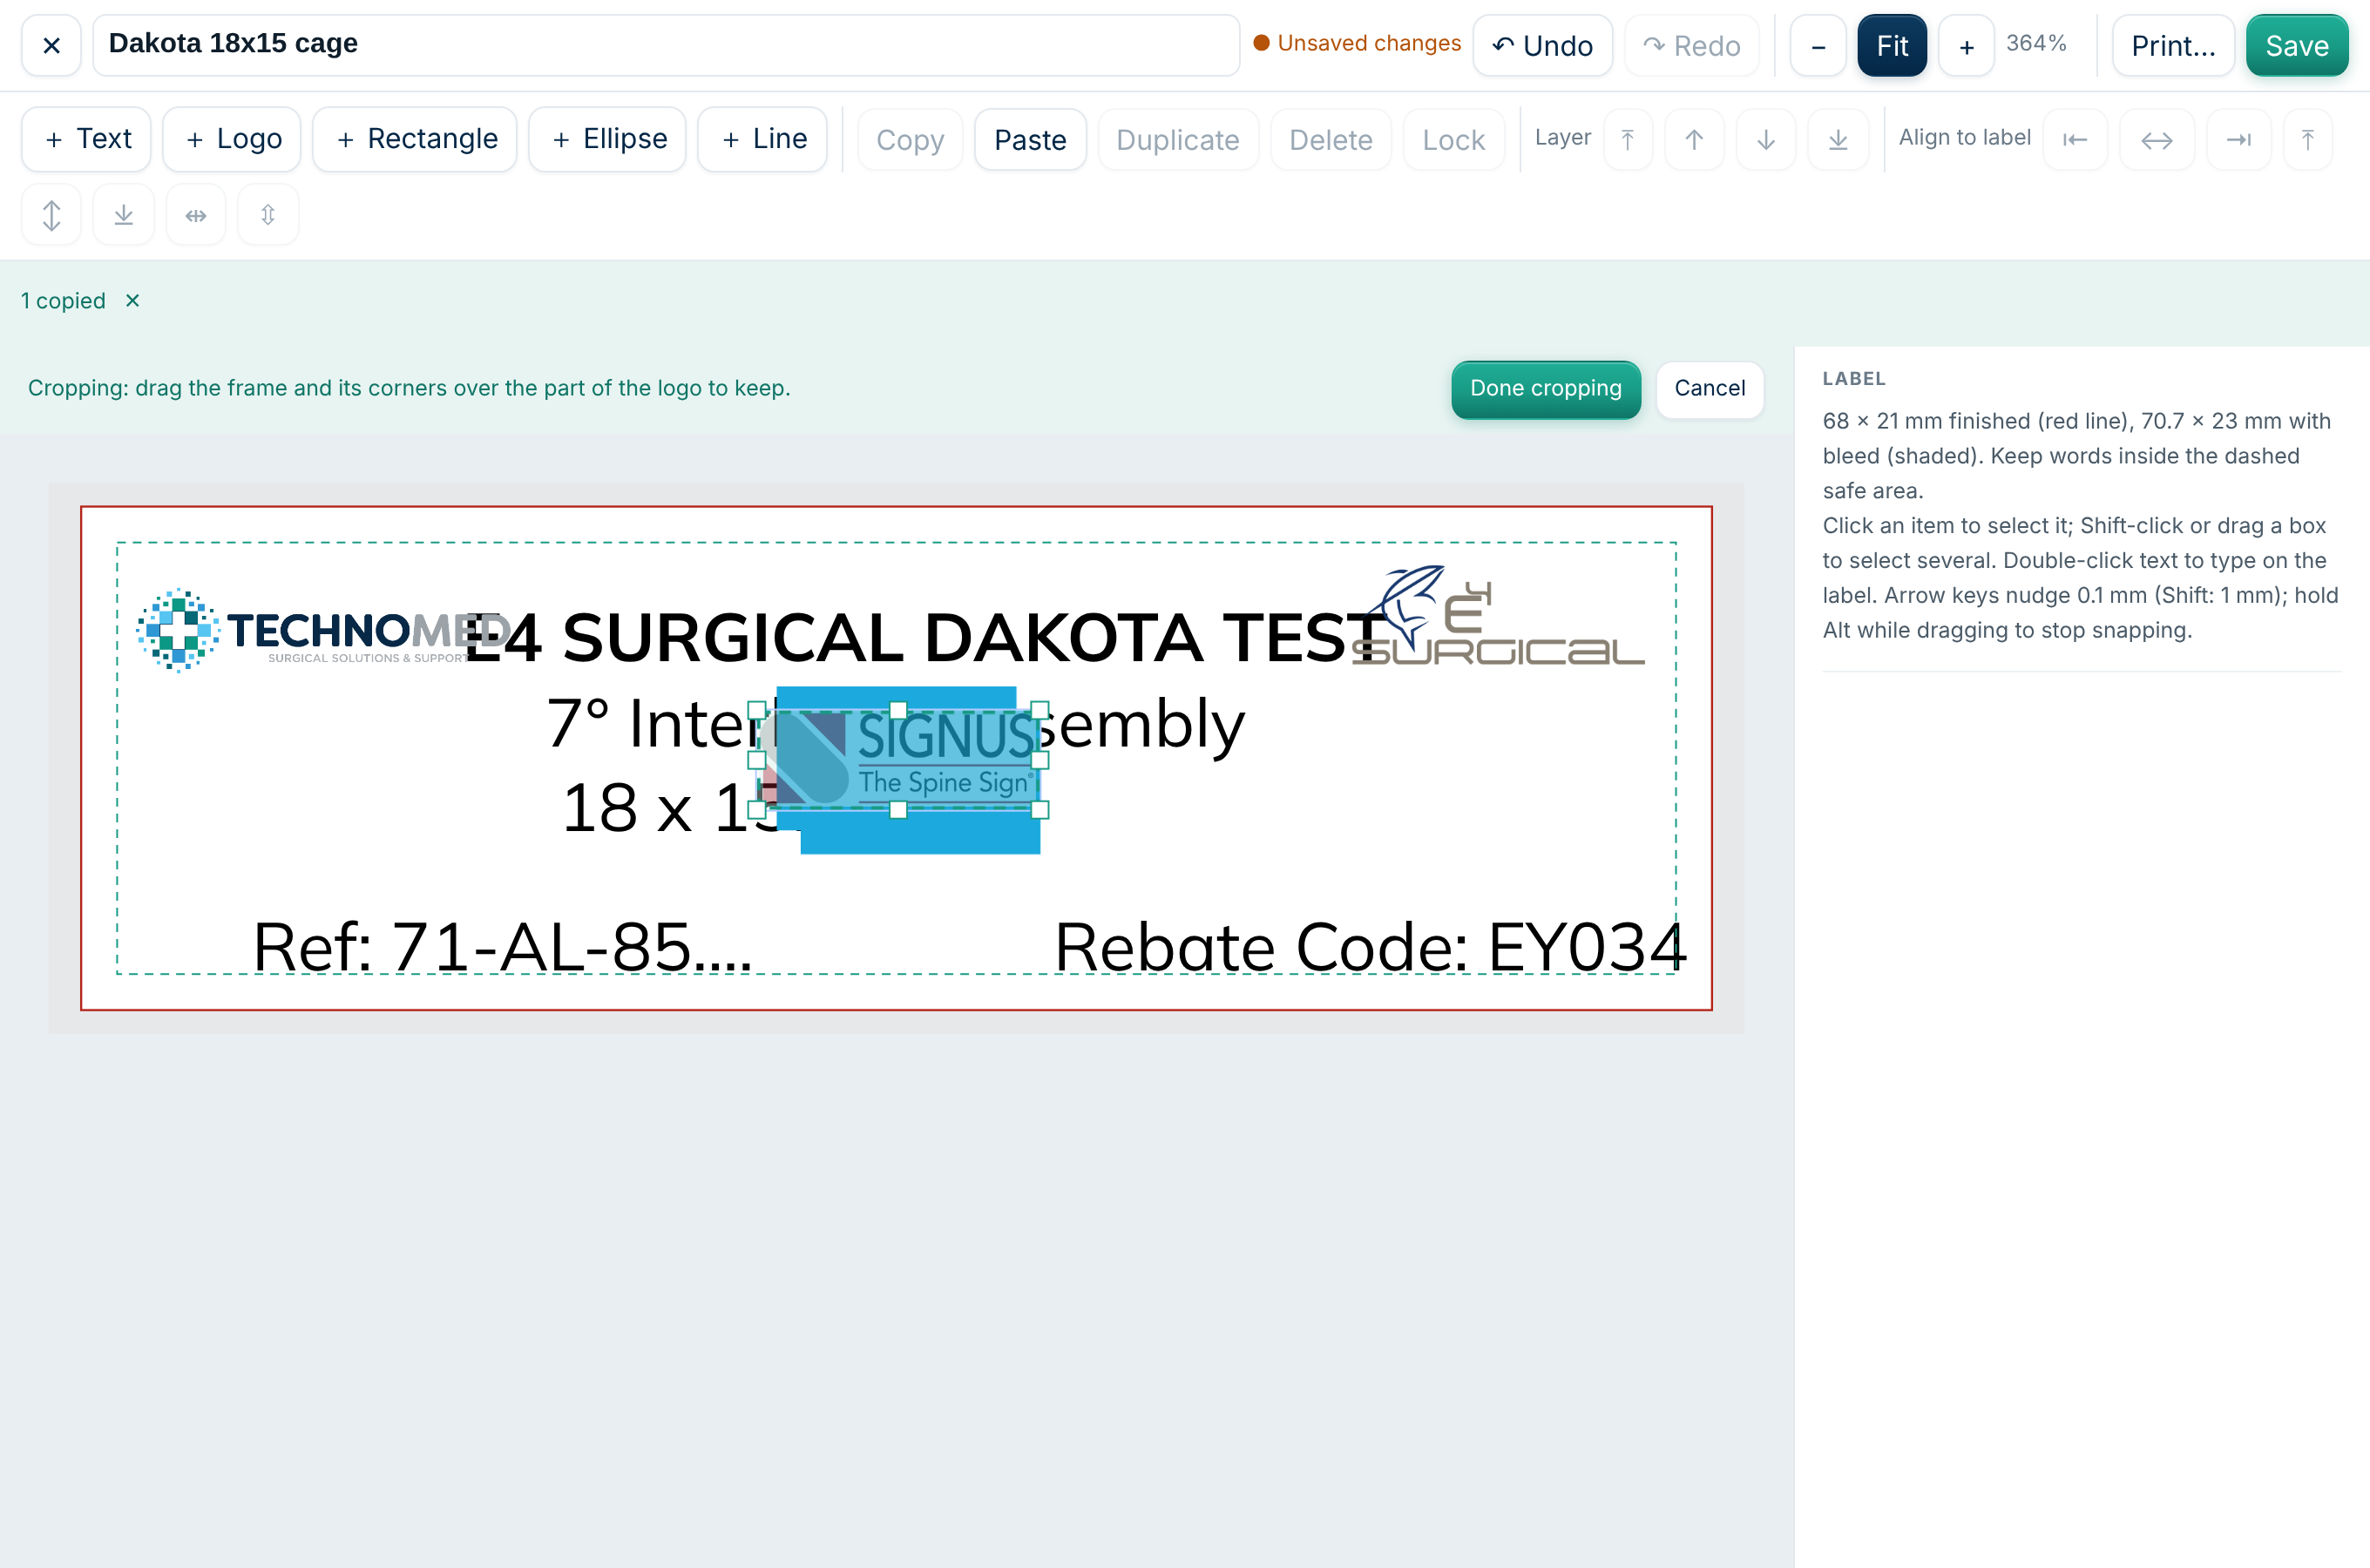 ✕ Dakota 18x15 cage Unsaved changes ↶ Undo ↷ Redo − Fit + 364% Print... Save
+ Text + Logo + Rectangle + Ellipse + Line Copy Paste Duplicate Delete Lock Layer Align to label
1 copied ✕
Cropping: drag the frame and its corners over the part of the logo to keep. Done cropping Cancel
LABEL
68 × 21 mm finished (red line), 70.7 × 23 mm with
bleed (shaded). Keep words inside the dashed
safe area.
Click an item to select it; Shift-click or drag a box
to select several. Double-click text to type on the
label. Arrow keys nudge 0.1 mm (Shift: 1 mm); hold
Alt while dragging to stop snapping.
TECHNOMED
SURGICAL SOLUTIONS & SUPPORT
E4 SURGICAL DAKOTA TEST
E4
SURGICAL
7°
SIGNUS
The Spine Sign®
18 x
Ref: 71-AL-85....
Rebate Code: EY034